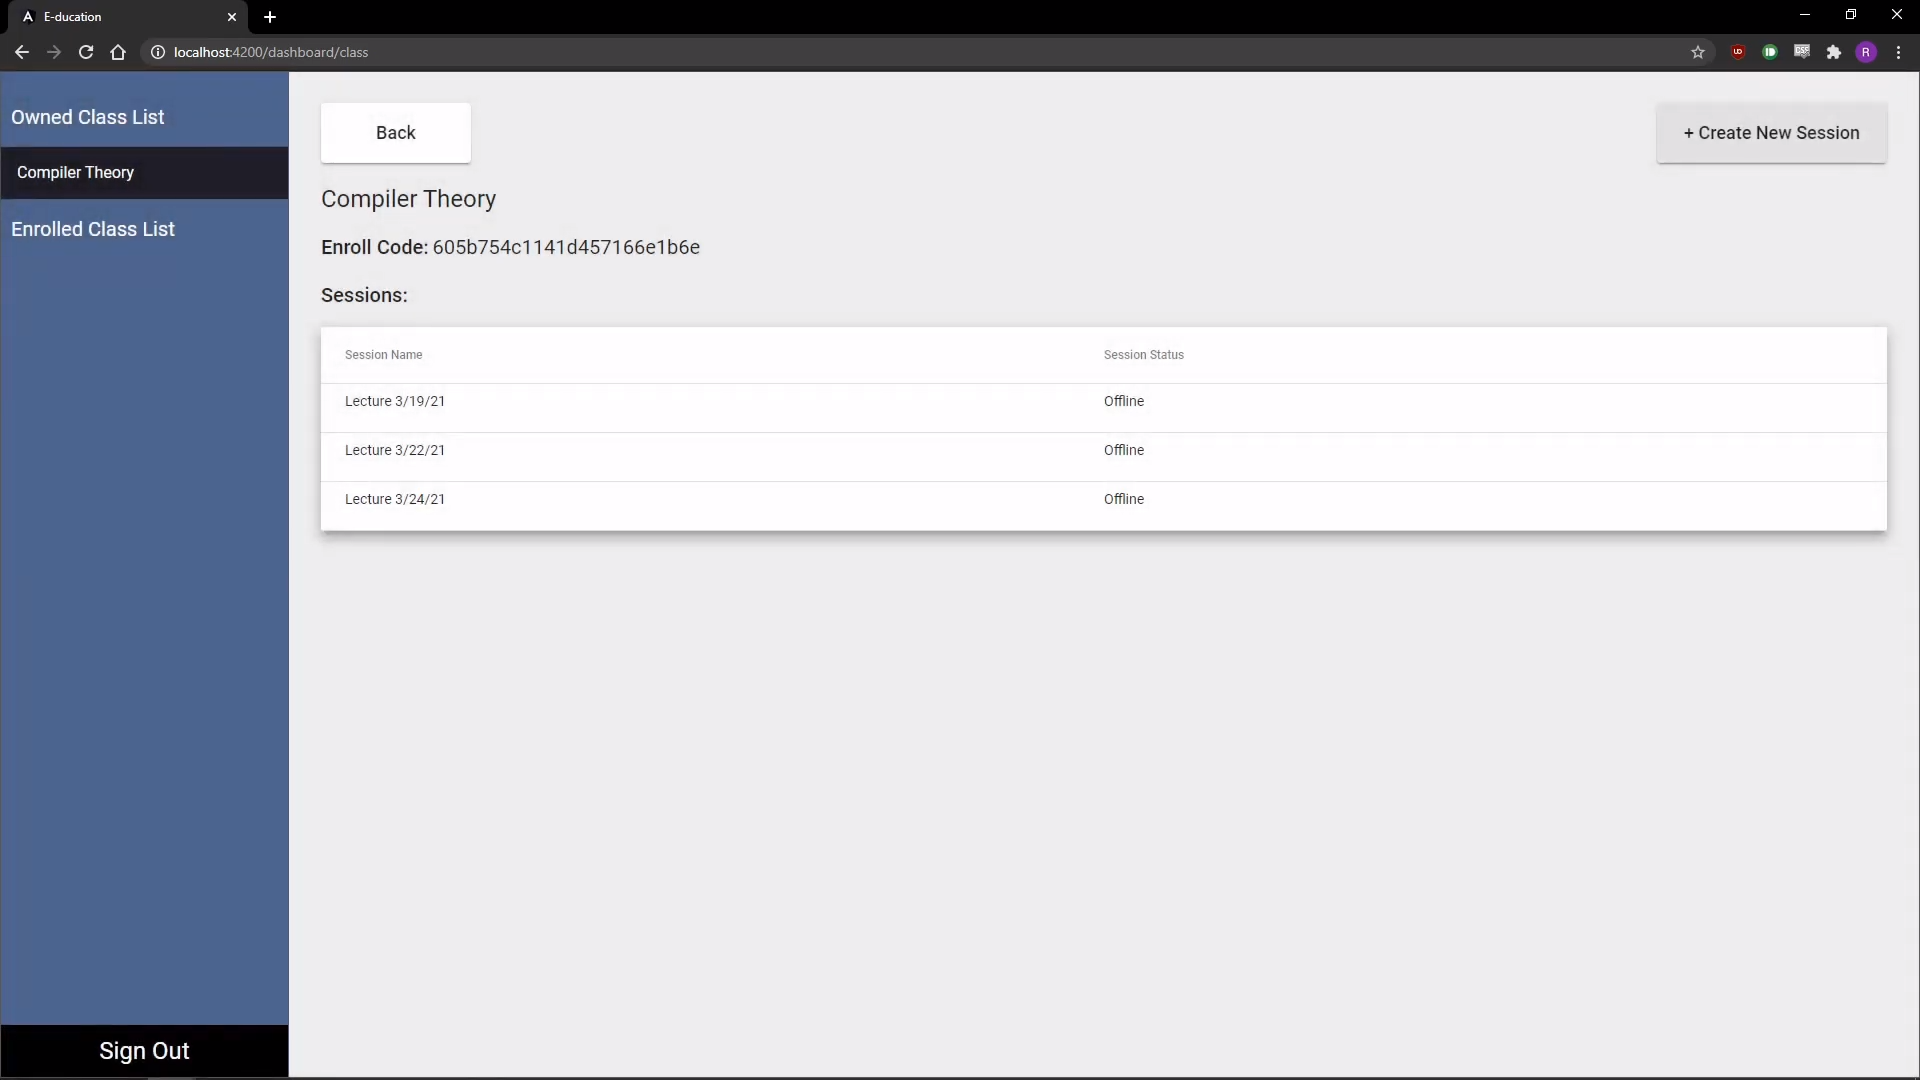 E-ducation
localhost:4200/dashboard/class
R
Owned Class List
Compiler Theory
Enrolled Class List
Sign Out
Back
+ Create New Session
Compiler Theory
Enroll Code: 605b754c1141d457166e1b6e
Sessions:
Session Name Session Status
Lecture 3/19/21 Offline
Lecture 3/22/21 Offline
Lecture 3/24/21 Offline